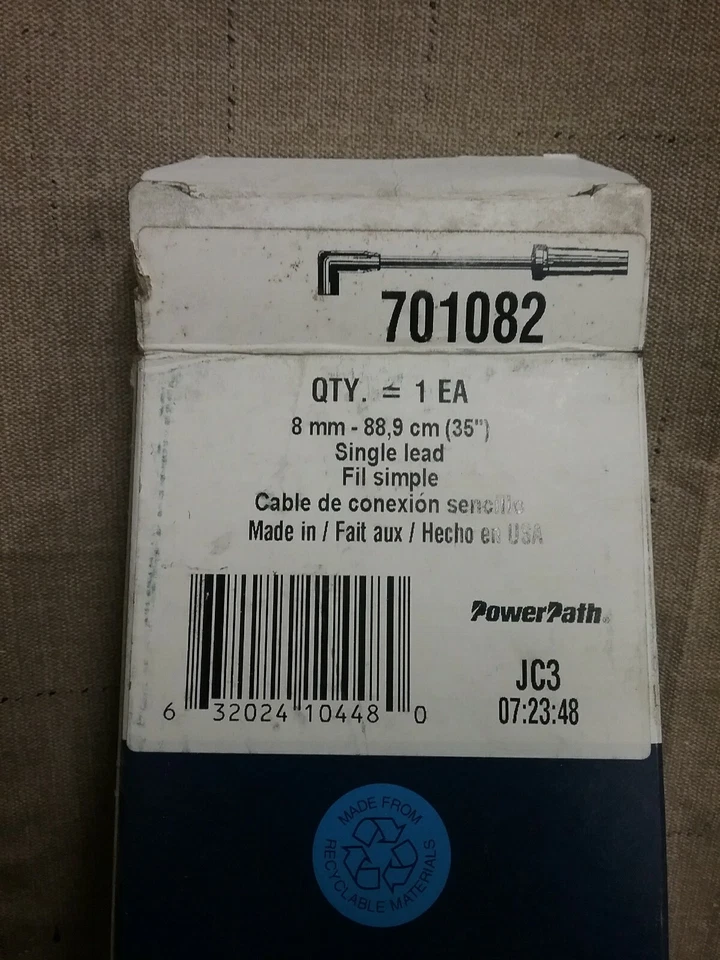 701082
QTY. = 1 EA
8 mm - 88,9 cm (35")
Single lead
Fil simple
Cable de conexión sencillo
Made in / Fait aux / Hecho en USA
PowerPath®
JC3
07:23:48
6 32024 10448 0
MADE FROM
RECYCLABLE MATERIALS